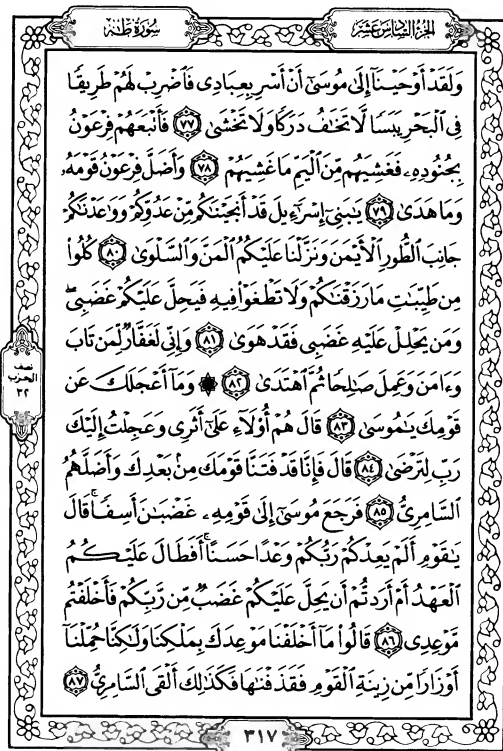 الجزء السادس عشر
سورة طه
وَلَقَدْ أَوْحَيْنَآ إِلَىٰ مُوسَىٰٓ أَنْ أَسْرِ بِعِبَادِى فَٱضْرِبْ لَهُمْ طَرِيقًا
فِى ٱلْبَحْرِ يَبَسًا لَّا تَخَٰفُ دَرَكًا وَلَا تَخْشَىٰ ٧٧ فَأَتْبَعَهُمْ فِرْعَوْنُ
بِجُنُودِهِۦ فَغَشِيَهُم مِّنَ ٱلْيَمِّ مَا غَشِيَهُمْ ٧٨ وَأَضَلَّ فِرْعَوْنُ قَوْمَهُۥ
وَمَا هَدَىٰ ٧٩ يَٰبَنِىٓ إِسْرَٰٓءِيلَ قَدْ أَنجَيْنَٰكُم مِّنْ عَدُوِّكُمْ وَوَٰعَدْنَٰكُمْ
جَانِبَ ٱلطُّورِ ٱلْأَيْمَنَ وَنَزَّلْنَا عَلَيْكُمُ ٱلْمَنَّ وَٱلسَّلْوَىٰ ٨٠ كُلُوا۟
مِن طَيِّبَٰتِ مَا رَزَقْنَٰكُمْ وَلَا تَطْغَوْا۟ فِيهِ فَيَحِلَّ عَلَيْكُمْ غَضَبِى ۖ
وَمَن يَحْلِلْ عَلَيْهِ غَضَبِى فَقَدْ هَوَىٰ ٨١ وَإِنِّى لَغَفَّارٌ لِّمَن تَابَ
وَءَامَنَ وَعَمِلَ صَٰلِحًا ثُمَّ ٱهْتَدَىٰ ٨٢ ۞ وَمَآ أَعْجَلَكَ عَن
قَوْمِكَ يَٰمُوسَىٰ ٨٣ قَالَ هُمْ أُو۟لَآءِ عَلَىٰٓ أَثَرِى وَعَجِلْتُ إِلَيْكَ
رَبِّ لِتَرْضَىٰ ٨٤ قَالَ فَإِنَّا قَدْ فَتَنَّا قَوْمَكَ مِنۢ بَعْدِكَ وَأَضَلَّهُمُ
ٱلسَّامِرِىُّ ٨٥ فَرَجَعَ مُوسَىٰٓ إِلَىٰ قَوْمِهِۦ غَضْبَٰنَ أَسِفًا ۚ قَالَ
يَٰقَوْمِ أَلَمْ يَعِدْكُمْ رَبُّكُمْ وَعْدًا حَسَنًا ۚ أَفَطَالَ عَلَيْكُمُ
ٱلْعَهْدُ أَمْ أَرَدتُّمْ أَن يَحِلَّ عَلَيْكُمْ غَضَبٌ مِّن رَّبِّكُمْ فَأَخْلَفْتُم
مَّوْعِدِى ٨٦ قَالُوا۟ مَآ أَخْلَفْنَا مَوْعِدَكَ بِمَلْكِنَا وَلَٰكِنَّا حُمِّلْنَآ
أَوْزَارًا مِّن زِينَةِ ٱلْقَوْمِ فَقَذَفْنَٰهَا فَكَذَٰلِكَ أَلْقَى ٱلسَّامِرِىُّ ٨٧
نصف
الحزب
٣٢
٣١٧